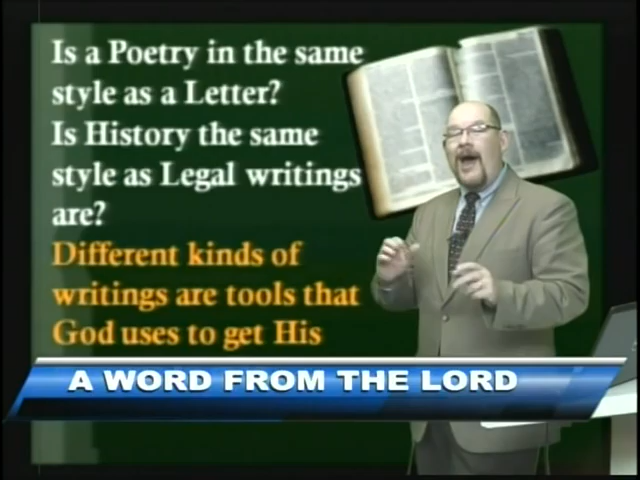 Is a Poetry in the same
style as a Letter?
Is History the same
style as Legal writings
are?
Different kinds of
writings are tools that
God uses to get His
A WORD FROM THE LORD